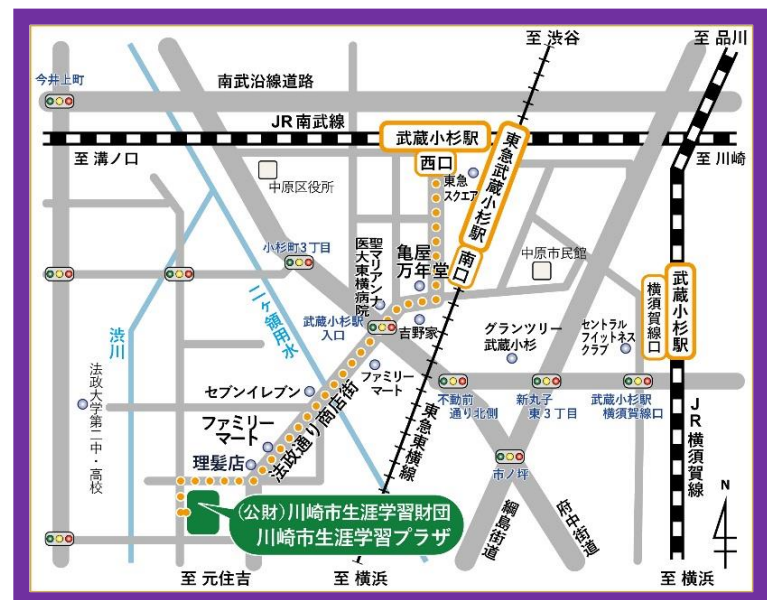 至 渋谷
至 品川
今井上町
南武沿線道路
JR南武線
武蔵小杉駅
西口
東急武蔵小杉駅
至 溝ノ口
至 川崎
東急
スクエア
中原区役所
小杉町3丁目
聖マリアンナ
医大東横病院
亀屋
万年堂
南口
中原市民館
武蔵小杉駅
横須賀線口
渋川
二ヶ領用水
武蔵小杉駅
入口
吉野家
グランツリー
武蔵小杉
セントラル
フィットネス
クラブ
法政大学第二中・高校
セブンイレブン
ファミリー
マート
法政通り商店街
不動前
通り北側
新丸子
東3丁目
武蔵小杉駅
横須賀線口
ファミリー
マート
東急東横線
JR横須賀線
理髪店
市ノ坪
N
(公財)川崎市生涯学習財団
川崎市生涯学習プラザ
綱島街道
府中街道
至 元住吉
至 横浜
至 横浜